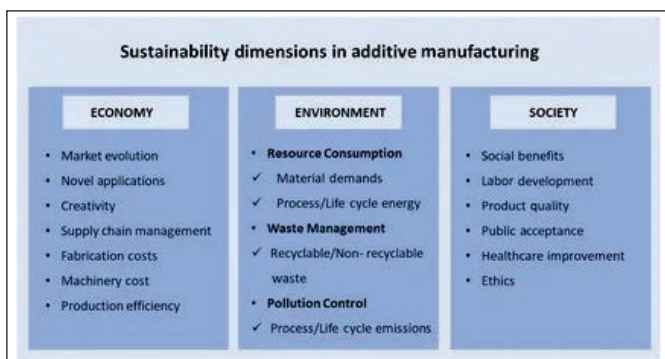 Sustainability dimensions in additive manufacturing
ECONOMY
• Market evolution
• Novel applications
• Creativity
• Supply chain management
• Fabrication costs
• Machinery cost
• Production efficiency
ENVIRONMENT
• Resource Consumption
✓ Material demands
✓ Process/Life cycle energy
• Waste Management
✓ Recyclable/Non- recyclable
waste
• Pollution Control
✓ Process/Life cycle emissions
SOCIETY
• Social benefits
• Labor development
• Product quality
• Public acceptance
• Healthcare improvement
• Ethics